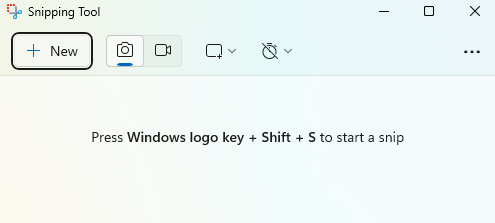 Snipping Tool
New
Press Windows logo key + Shift + S to start a snip